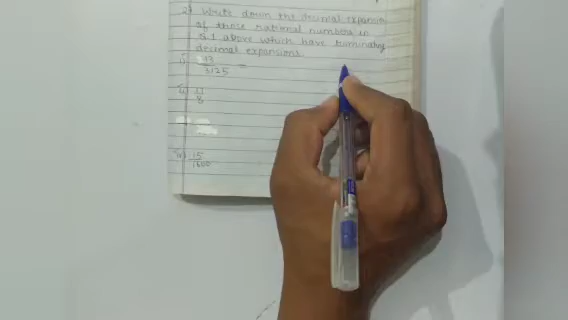 2) Write down the decimal expansion
of those rational numbers in
Q.1 above which have terminating
decimal expansions.
i) 13 =
3125
ii) 17
8
iv) 15
1600